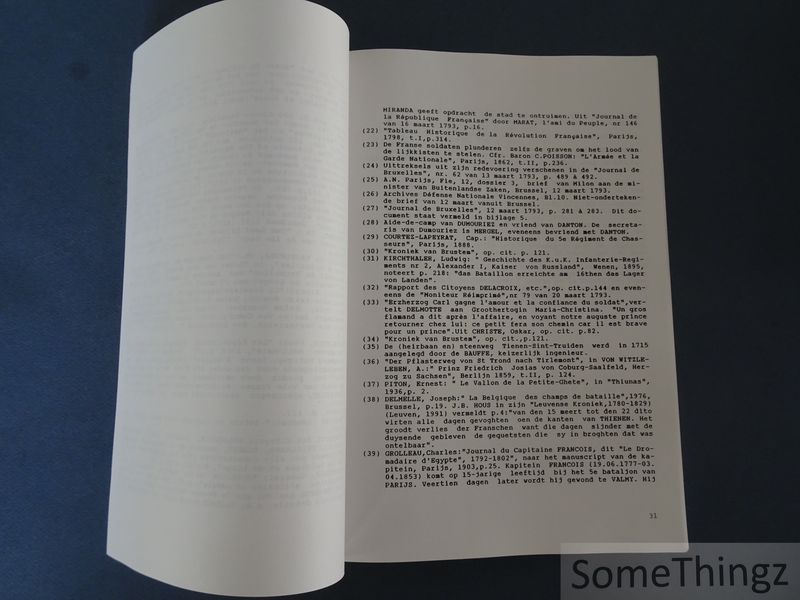 MIRANDA geeft opdracht de stad te ontruimen. Uit "Journal de
la République Française" door MARAT, l'ami du Peuple, nr 146
van 16 maart 1793, p.16.
(22) "Tableau Historique de la Révolution Française", Parijs,
1798, t.I,p.314.
(23) De Franse soldaten plunderen zelfs de graven om het lood van
de lijkkisten te stelen. Cfr. Baron C.POISSON: "L'Armée et la
Garde Nationale", Parijs, 1862, t.II, p.236.
(24) Uittreksels uit zijn redevoering verschenen in de "Journal de
Bruxelles", nr. 62 van 13 maart 1793, p. 489 à 492.
(25) A.N. Parijs, FIe, 12, dossier 3, brief van Milon aan de mi-
nister van Buitenlandse Zaken, Brussel, 12 maart 1793.
(26) Archives Défense Nationale Vincennes, B1.10. Niet-onderteken-
de brief van 12 maart vanuit Brussel.
(27) "Journal de Bruxelles", 12 maart 1793, p. 281 à 283. Dit do-
cument staat vermeld in bijlage 5.
(28) Aide-de-camp van DUMOURIEZ en vriend van DANTON. De secreta-
ris van Dumouriez is MERGEL, eveneens bevriend met DANTON.
(29) COURTEZ-LAPEYRAT, Cap.: "Historique du 5e Régiment de Chas-
seurs", Parijs, 1888.
(30) "Kroniek van Brustem", op. cit. p. 121.
(31) KIRCHTHALER, Ludwig: " Geschichte des K.u.K. Infanterie-Regi-
ments nr 2, Alexander I, Kaiser von Russland", Wenen, 1895,
noteert p. 218: "das Bataillon erreichte am 16then das Lager
von Landen".
(32) "Rapport des Citoyens DELACROIX, etc.",op. cit.p.144 en even-
eens de "Moniteur Réimprimé",nr 79 van 20 maart 1793.
(33) "Erzherzog Carl gagne l'amour et la confiance du soldat",ver-
telt DELMOTTE aan Groothertogin Maria-Christina. "Un gros
flamand a dit après l'affaire, en voyant notre auguste prince
retourner chez lui: ce petit fera son chemin car il est brave
pour un prince".Uit CHRISTE, Oskar, op. cit. p.82.
(34) "Kroniek van Brustem", op. cit.,p.121.
(35) De (heirbaan en) steenweg Tienen-Sint-Truiden werd in 1715
aangelegd door de BAUFFE, keizerlijk ingenieur.
(36) "Der Pflasterweg von St Trond nach Tirlemont", in VON WITZLE-
LEBEN, A.:" Prinz Friedrich Josias von Coburg-Saalfeld, Her-
zog zu Sachsen", Berlijn 1859, t.II, p. 124.
(37) PITON, Ernest: " Le Vallon de la Petite-Ghete", in "Thiunas",
1936,p. 2.
(38) DELMELLE, Joseph:" La Belgique des champs de bataille",1976,
Brussel, p.19. J.B. HOUS in zijn "Leuvense Kroniek,1780-1829)
(Leuven, 1991) vermeldt p.4:"van den 15 meert tot den 22 dito
wirten alle dagen gevoghten oen de kanten van THIENEN. Het
groodt verlies der Franschen want die dagen sijnder met de
duysende gebleven de gequetsten die sy in broghten dat was
ontelbaar".
(39) GROLLEAU,Charles:"Journal du Capitaine FRANCOIS, dit "Le Dro-
madaire d'Egypte", 1792-1802", naar het manuscript van de ka-
pitein, Parijs, 1903,p.25. Kapitein FRANCOIS (19.06.1777-03.
04.1853) komt op 15-jarige leeftijd bij het 5e bataljon van
PARIJS. Veertien dagen later wordt hij gewond te VALMY. Hij
31
SomeThingz